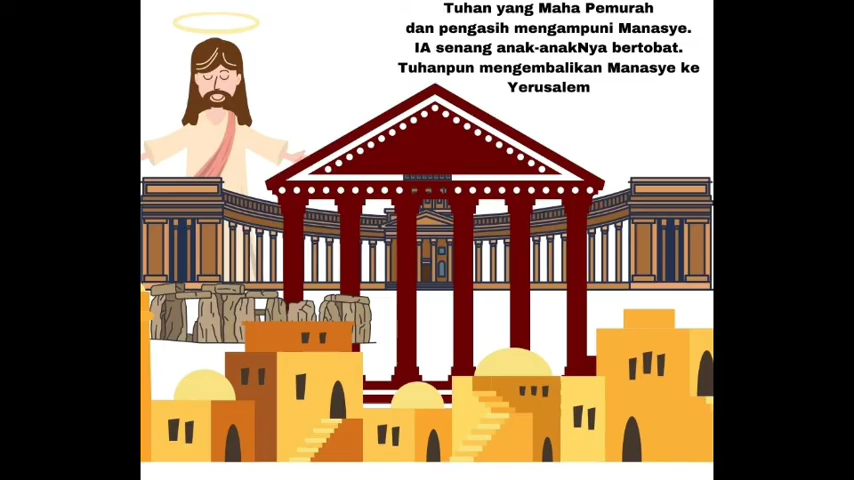 Tuhan yang Maha Pemurah
dan pengasih mengampuni Manasye.
IA senang anak-anakNya bertobat.
Tuhanpun mengembalikan Manasye ke
Yerusalem